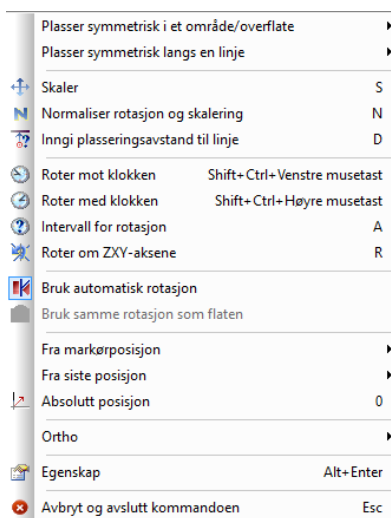 Plasser symmetrisk i et område/overflate
Plasser symmetrisk langs en linje
Skaler S
Normaliser rotasjon og skalering N
Inngi plasseringsavstand til linje D
Roter mot klokken Shift+Ctrl+Venstre musetast
Roter med klokken Shift+Ctrl+Høyre musetast
Intervall for rotasjon A
Roter om ZXY-aksene R
Bruk automatisk rotasjon
Bruk samme rotasjon som flaten
Fra markørposisjon
Fra siste posisjon
Absolutt posisjon 0
Ortho
Egenskap Alt+Enter
Avbryt og avslutt kommandoen Esc